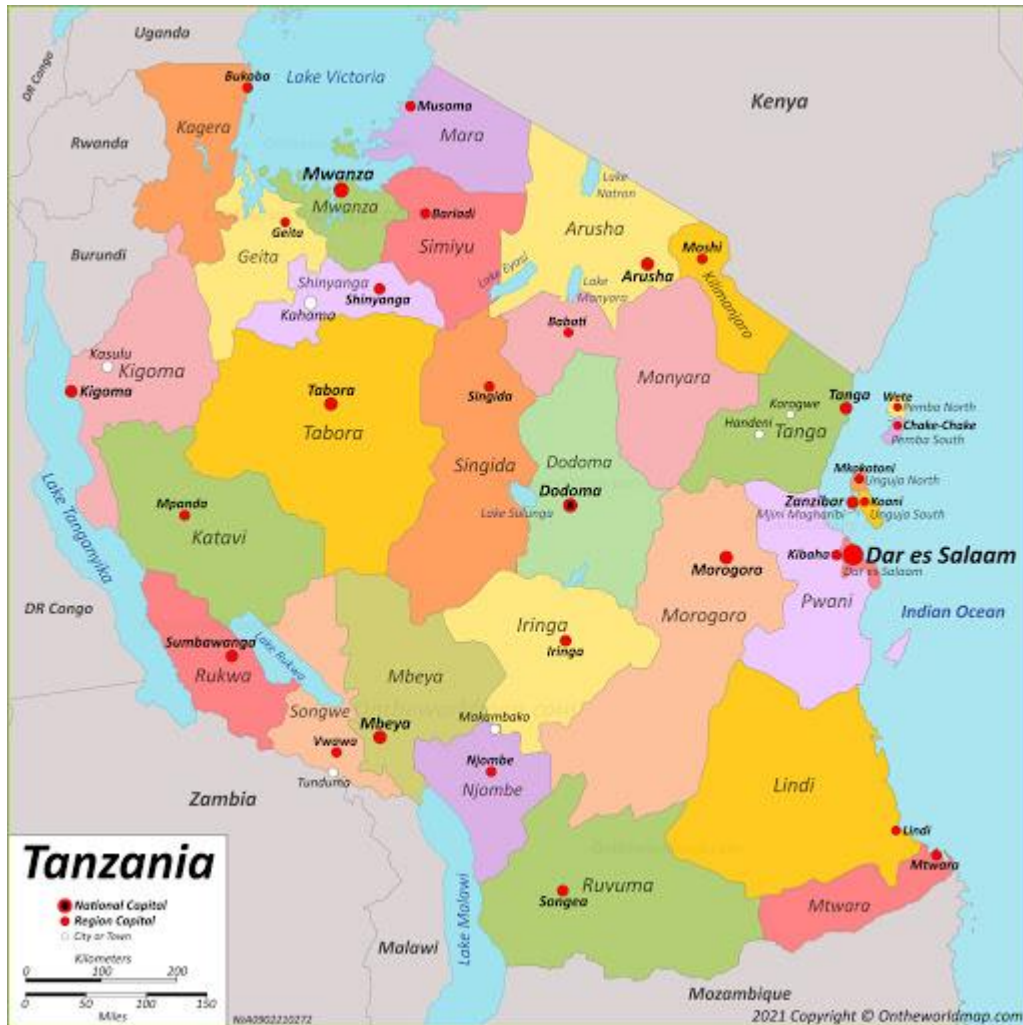 Uganda
DR Congo
Bukoba
Lake Victoria
Kenya
Musoma
Kagera
Mara
Rwanda
Mwanza
Mwanza
Lake
Natron
Bariadi
Geita
Simiyu
Arusha
Moshi
Burundi
Geita
Lake Eyasi
Arusha
Shinyanga
Shinyanga
Lake
Manyara
Kilimanjaro
Kahama
Babati
Kasulu
Kigoma
Kigoma
Manyara
Tabora
Singida
Tanga
Wete
Pemba North
Korogwe
Handeni
Tanga
Chake-Chake
Pemba South
Tabora
Singida
Dodoma
Mkokotoni
Unguja North
Dodoma
Lake Sulunga
Zanzibar
Koani
Mjini Magharibi
Unguja South
Lake Tanganyika
Mpanda
Katavi
Kibaha
Dar es Salaam
Dar es Salaam
Morogoro
Pwani
DR Congo
Morogoro
Indian Ocean
Iringa
Iringa
Sumbawanga
Rukwa
Lake Rukwa
Mbeya
Songwe
Makambako
Mbeya
Vwawa
Njombe
Njombe
Tunduma
Zambia
Lindi
Lindi
Mtwara
Mtwara
Songea
Ruvuma
Lake Malawi
Malawi
Mozambique
Tanzania
National Capital
Region Capital
City or Town
Kilometers
0 100 200
0 50 100 150
Miles
2021 Copyright © Ontheworldmap.com